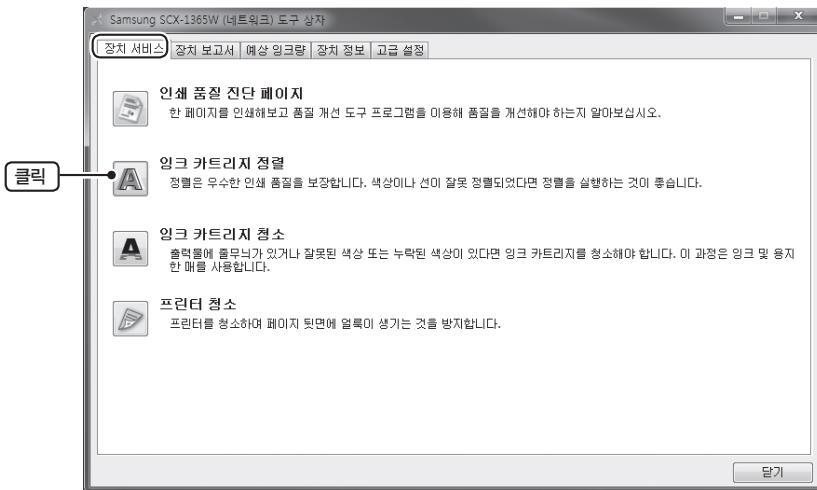 Samsung SCX-1365W (네트워크) 도구 상자
장치 서비스 장치 보고서 예상 잉크량 장치 정보 고급 설정
인쇄 품질 진단 페이지
한 페이지를 인쇄해보고 품질 개선 도구 프로그램을 이용해 품질을 개선해야 하는지 알아보십시오.
클릭
잉크 카트리지 정렬
정렬은 우수한 인쇄 품질을 보장합니다. 색상이나 선이 잘못 정렬되었다면 정렬을 실행하는 것이 좋습니다.
잉크 카트리지 청소
출력물에 줄무늬가 있거나 잘못된 색상 또는 누락된 색상이 있다면 잉크 카트리지를 청소해야 합니다. 이 과정은 잉크 및 용지
한 매를 사용합니다.
프린터 청소
프린터를 청소하여 페이지 뒷면에 얼룩이 생기는 것을 방지합니다.
닫기